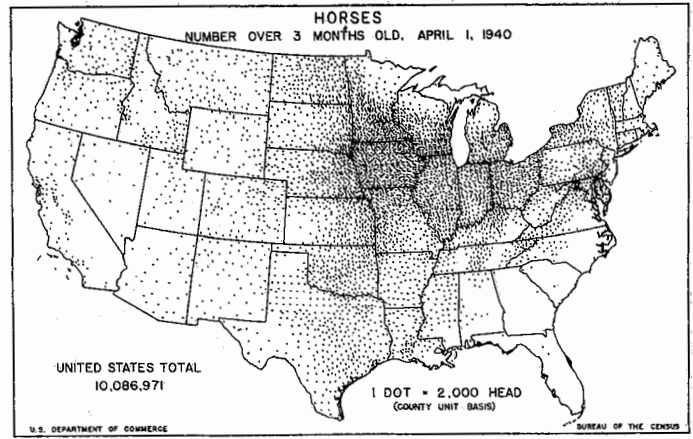 HORSES
NUMBER OVER 3 MONTHS OLD, APRIL 1, 1940
UNITED STATES TOTAL
10,086,971
1 DOT = 2,000 HEAD
(COUNTY UNIT BASIS)
U.S. DEPARTMENT OF COMMERCE
BUREAU OF THE CENSUS